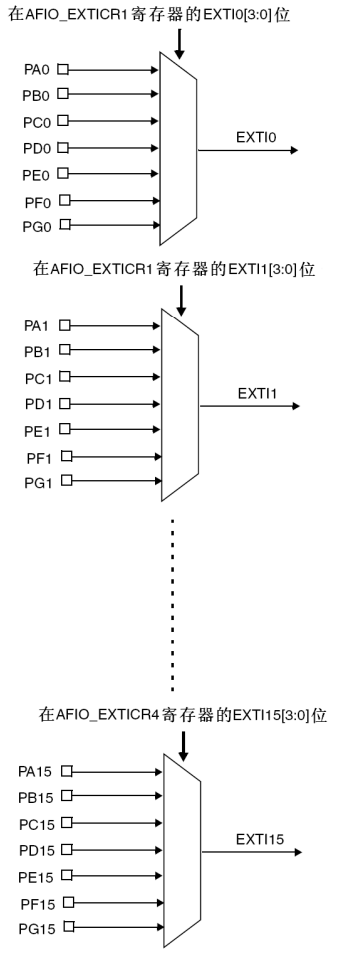 在AFIO_EXTICR1寄存器的EXTI0[3:0]位
PA0
PB0
PC0
PD0
PE0
PF0
PG0
EXTI0
在AFIO_EXTICR1寄存器的EXTI1[3:0]位
PA1
PB1
PC1
PD1
PE1
PF1
PG1
EXTI1
在AFIO_EXTICR4寄存器的EXTI15[3:0]位
PA15
PB15
PC15
PD15
PE15
PF15
PG15
EXTI15